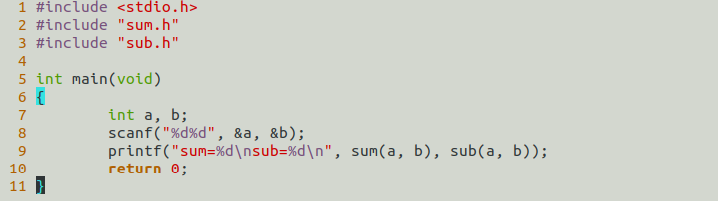 1 #include <stdio.h>
2 #include "sum.h"
3 #include "sub.h"
4
5 int main(void)
6 {
7         int a, b;
8         scanf("%d%d", &a, &b);
9         printf("sum=%d\nsub=%d\n", sum(a, b), sub(a, b));
10         return 0;
11 }